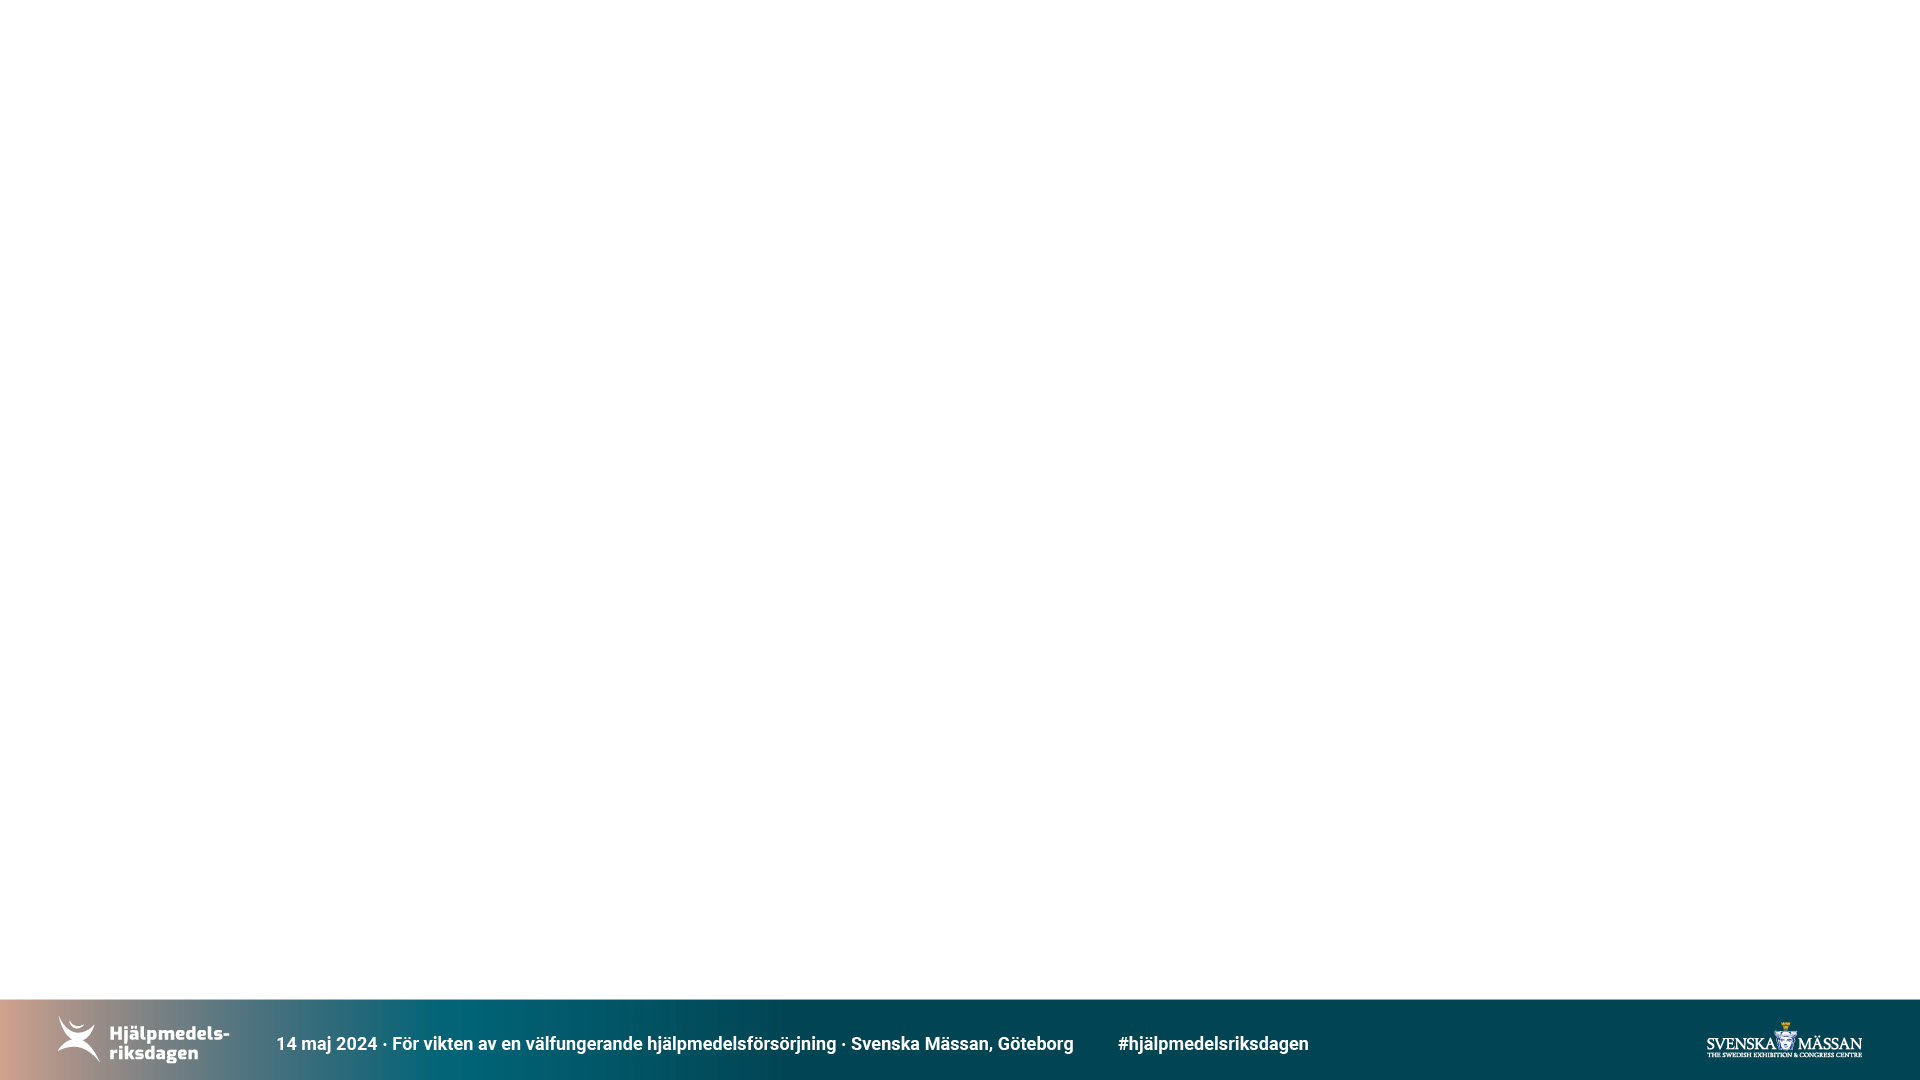 Hjälpmedels-
riksdagen
14 maj 2024 · För vikten av en välfungerande hjälpmedelsförsörjning · Svenska Mässan, Göteborg
#hjälpmedelsriksdagen
SVENSKA MÄSSAN
THE SWEDISH EXHIBITION & CONGRESS CENTRE